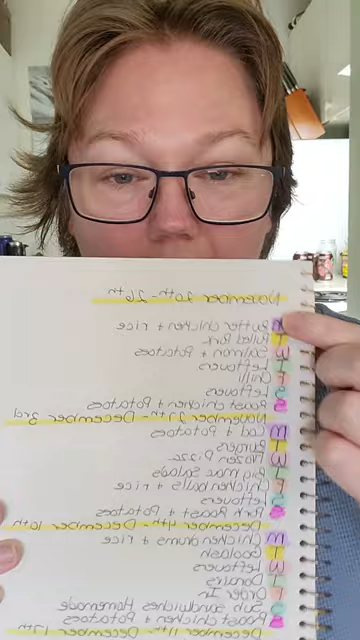 November 20th - 26th
M Butter chicken + rice
T Pulled Pork
W Salmon + Potatoes
T Leftovers
F Chili
S Leftovers
S Roast chicken + Potatoes
November 27th - December 3rd
M Cod + Potatoes
T Burgers
W Nozen Pizza
T Big mac Salads
F Chicken balls + rice
S Leftovers
S Pork Roast + Potatoes
December 4th - December 10th
M Chicken drums + rice
T Goulash
W Leftovers
T Donairs
F Order In
S Sub sandwiches Homemade
S Roast chicken + Potatoes
December 11th - December 17th